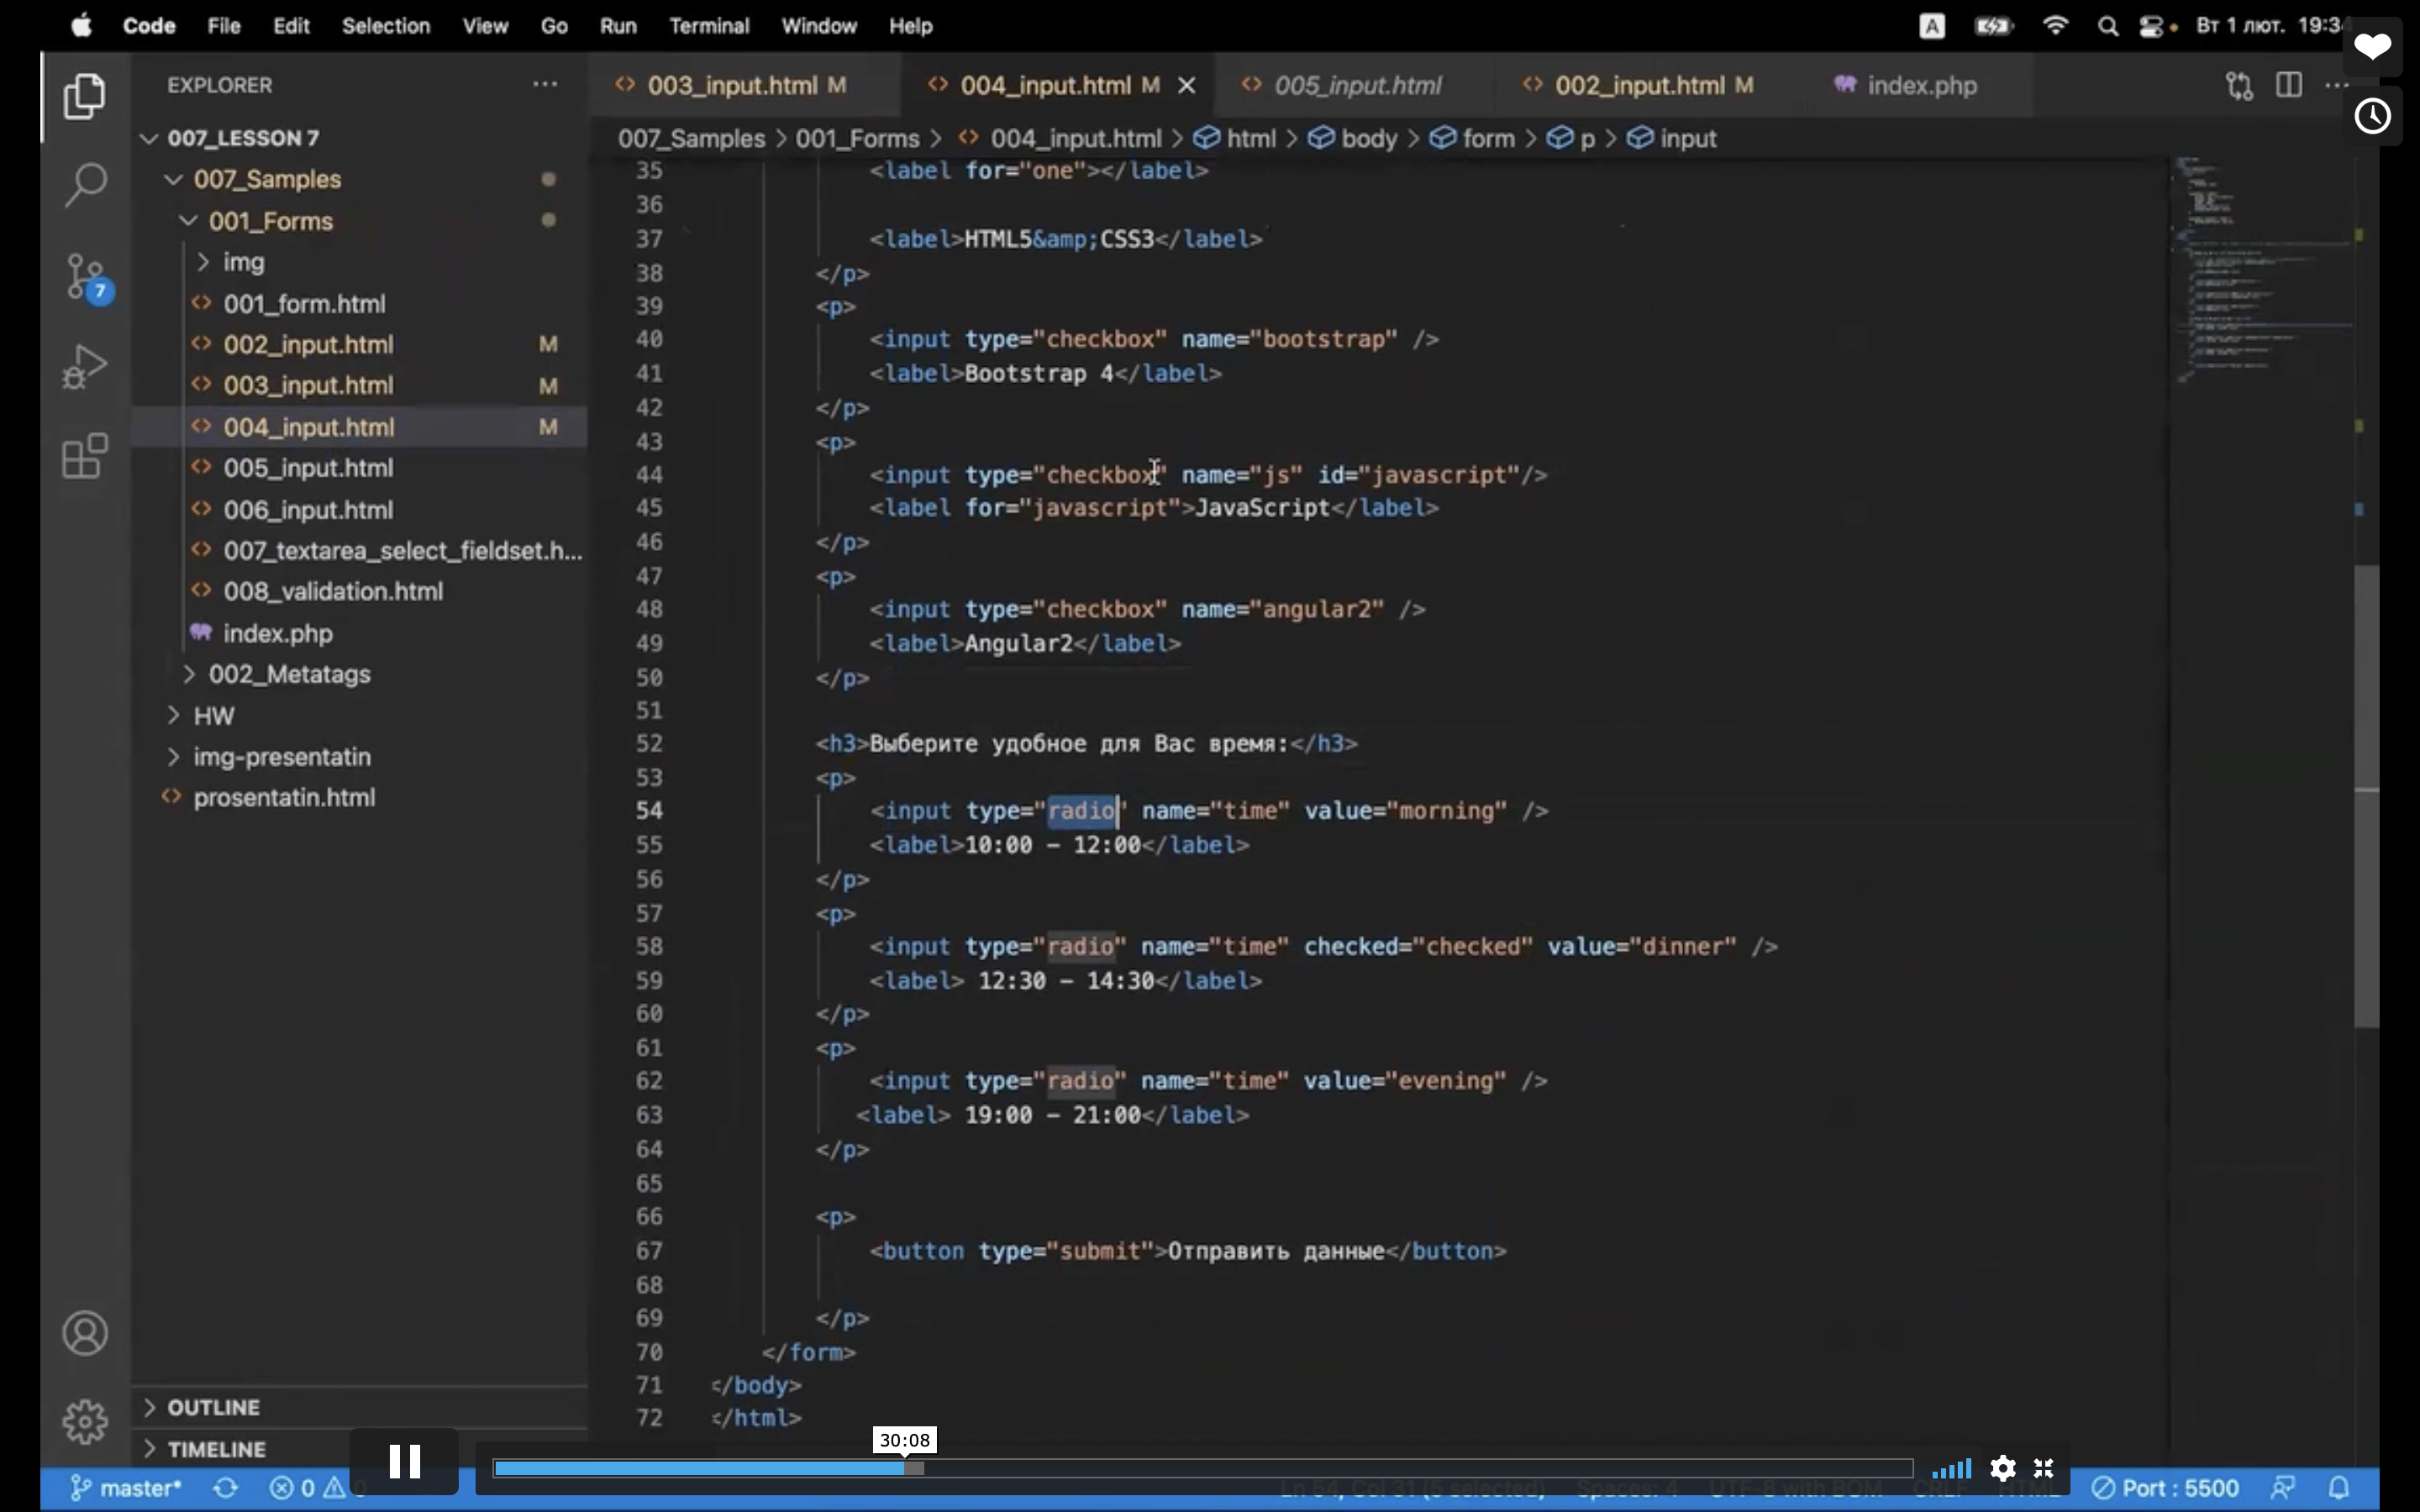 Code File Edit Selection View Go Run Terminal Window Help
A Вт 1 лют. 19:34
EXPLORER
007_LESSON 7
007_Samples
001_Forms
img
001_form.html
002_input.html M
003_input.html M
004_input.html M
005_input.html
006_input.html
007_textarea_select_fieldset.h...
008_validation.html
index.php
002_Metatags
HW
img-presentatin
prosentatin.html
OUTLINE
TIMELINE
7
003_input.html M 004_input.html M 005_input.html 002_input.html M index.php
007_Samples > 001_Forms > 004_input.html > html > body > form > p > input
35 <label for="one"></label>
36
37 <label>HTML5&amp;CSS3</label>
38 </p>
39 <p>
40 <input type="checkbox" name="bootstrap" />
41 <label>Bootstrap 4</label>
42 </p>
43 <p>
44 <input type="checkbox" name="js" id="javascript"/>
45 <label for="javascript">JavaScript</label>
46 </p>
47 <p>
48 <input type="checkbox" name="angular2" />
49 <label>Angular2</label>
50 </p>
51
52 <h3>Выберите удобное для Вас время:</h3>
53 <p>
54 <input type="radio" name="time" value="morning" />
55 <label>10:00 – 12:00</label>
56 </p>
57 <p>
58 <input type="radio" name="time" checked="checked" value="dinner" />
59 <label> 12:30 – 14:30</label>
60 </p>
61 <p>
62 <input type="radio" name="time" value="evening" />
63 <label> 19:00 – 21:00</label>
64 </p>
65
66 <p>
67 <button type="submit">Отправить данные</button>
68
69 </p>
70 </form>
71 </body>
72 </html>
30:08
master* 0 0 Ln 54, Col 31 (5 selected) Spaces: 4 UTF-8 with BOM CRLF HTML Port : 5500